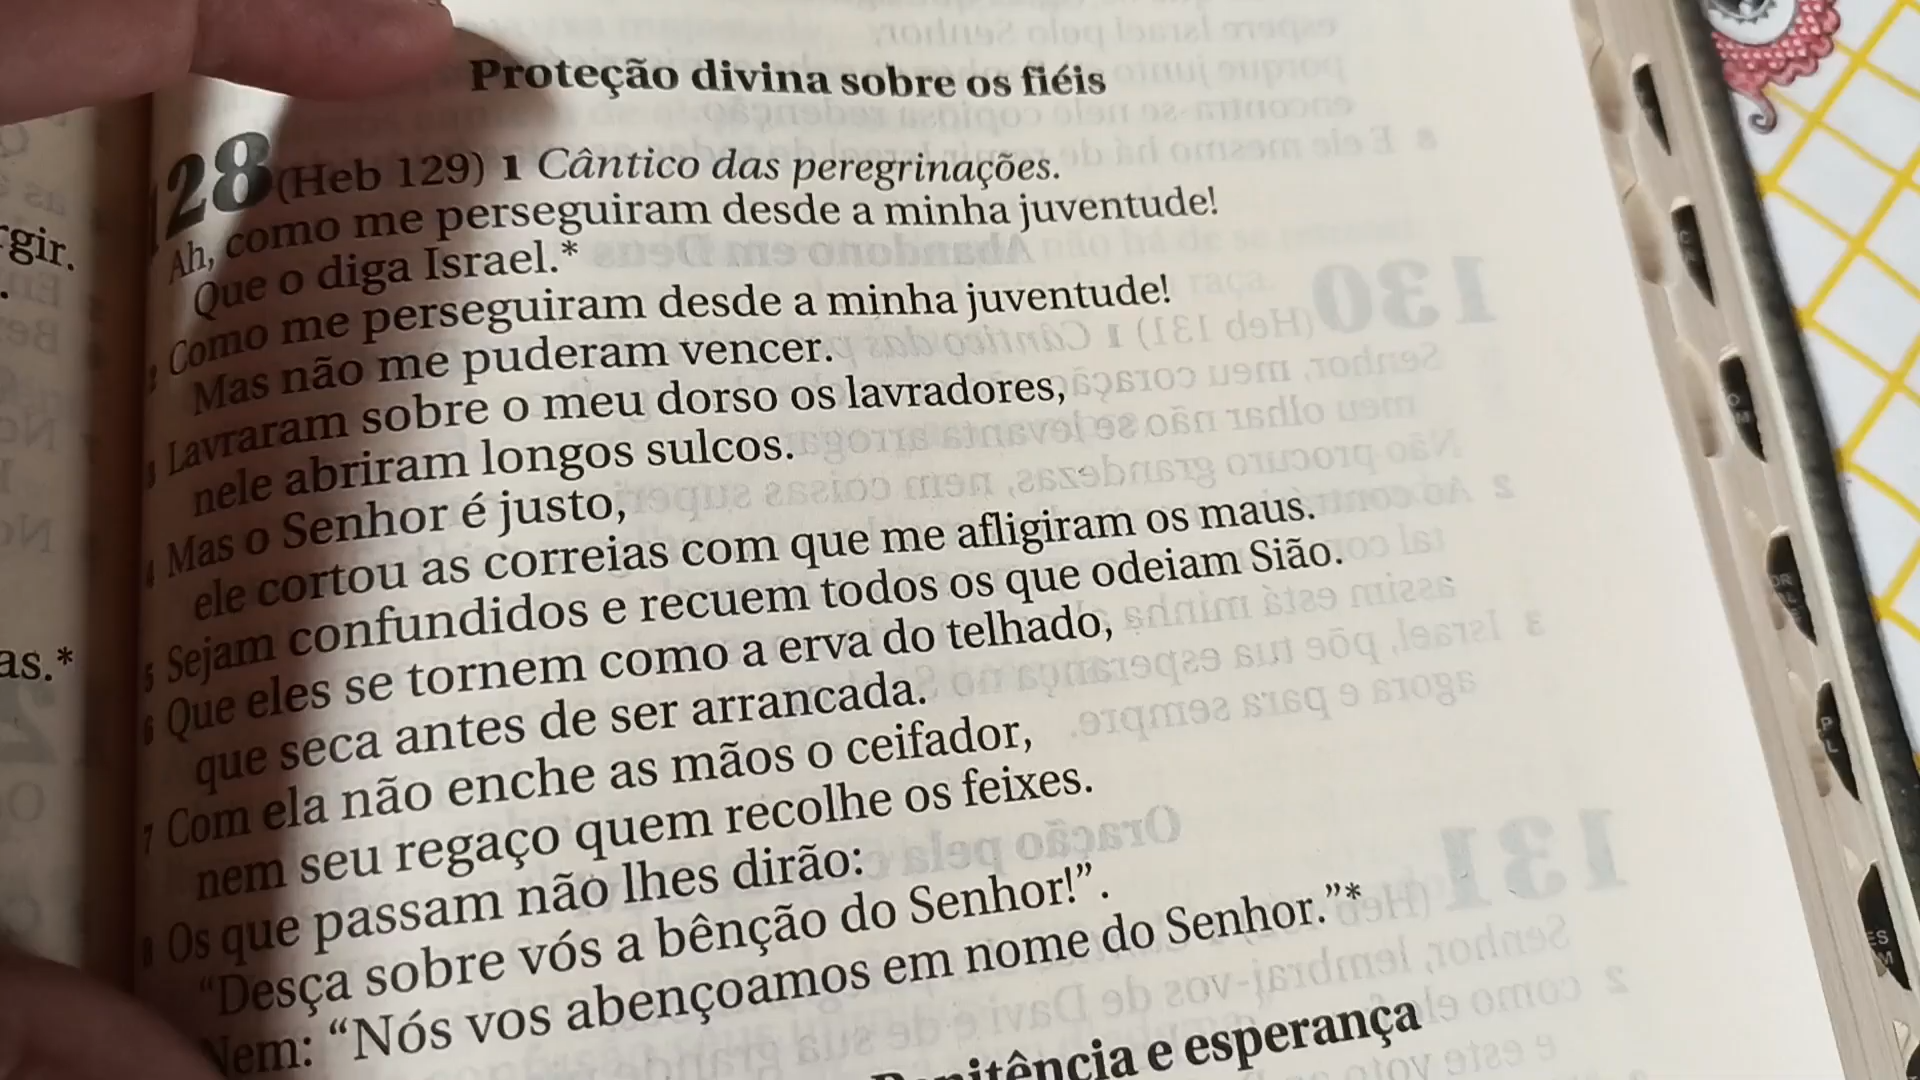 Proteção divina sobre os fiéis
128 (Heb 129) 1 Cântico das peregrinações.
Ah, como me perseguiram desde a minha juventude!
Que o diga Israel.*
2 Como me perseguiram desde a minha juventude!
Mas não me puderam vencer.
3 Lavraram sobre o meu dorso os lavradores,
nele abriram longos sulcos.
4 Mas o Senhor é justo,
ele cortou as correias com que me afligiram os maus.
5 Sejam confundidos e recuem todos os que odeiam Sião.
6 Que eles se tornem como a erva do telhado,
que seca antes de ser arrancada.
7 Com ela não enche as mãos o ceifador,
nem seu regaço quem recolhe os feixes.
8 Os que passam não lhes dirão:
“Desça sobre vós a bênção do Senhor!”.
Nem: “Nós vos abençoamos em nome do Senhor.”*
e esperança